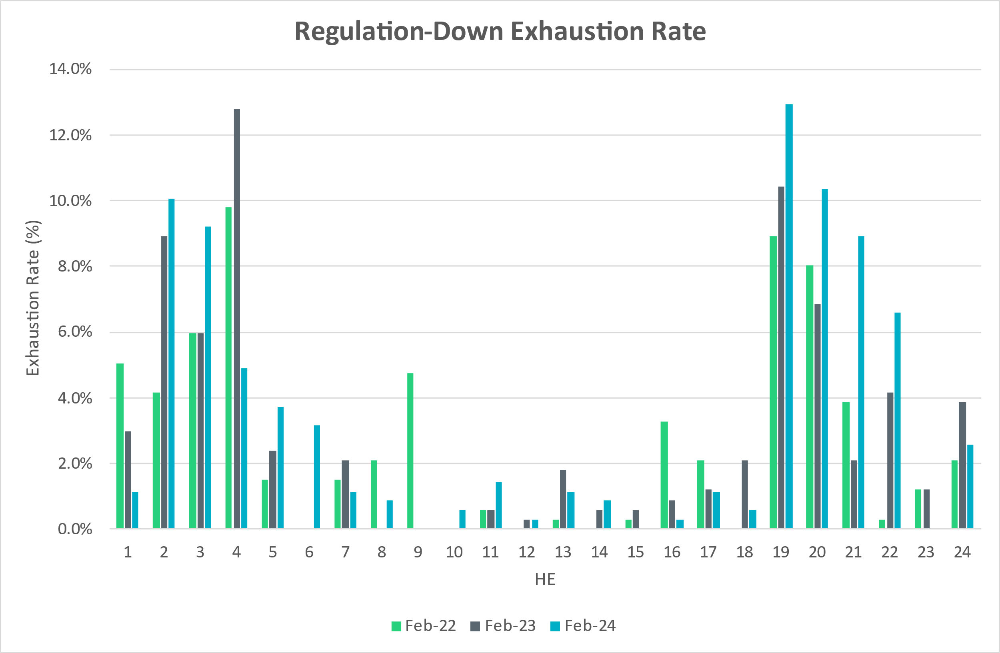 Regulation-Down Exhaustion Rate
14.0%
12.0%
10.0%
8.0%
6.0%
4.0%
2.0%
0.0%
Exhaustion Rate (%)
1 2 3 4 5 6 7 8 9 10 11 12 13 14 15 16 17 18 19 20 21 22 23 24
HE
Feb-22 Feb-23 Feb-24